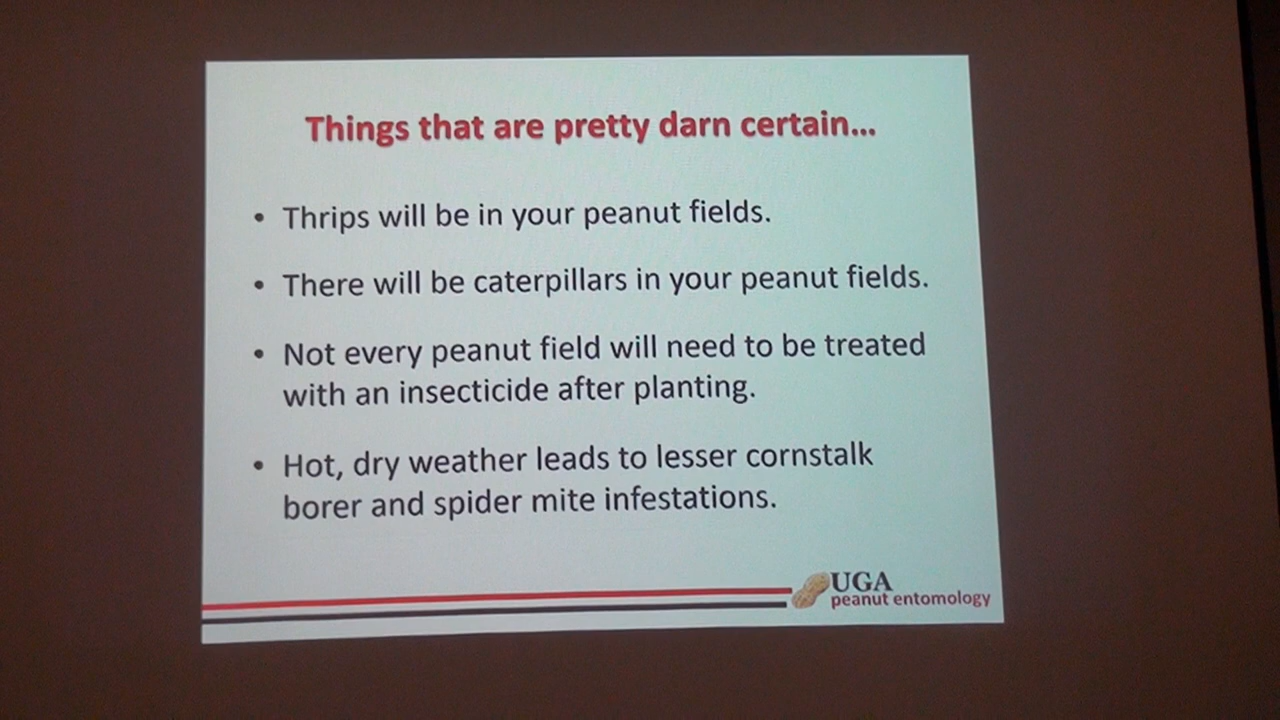 Things that are pretty darn certain...
• Thrips will be in your peanut fields.
• There will be caterpillars in your peanut fields.
• Not every peanut field will need to be treated
with an insecticide after planting.
• Hot, dry weather leads to lesser cornstalk
borer and spider mite infestations.
UGA
peanut entomology